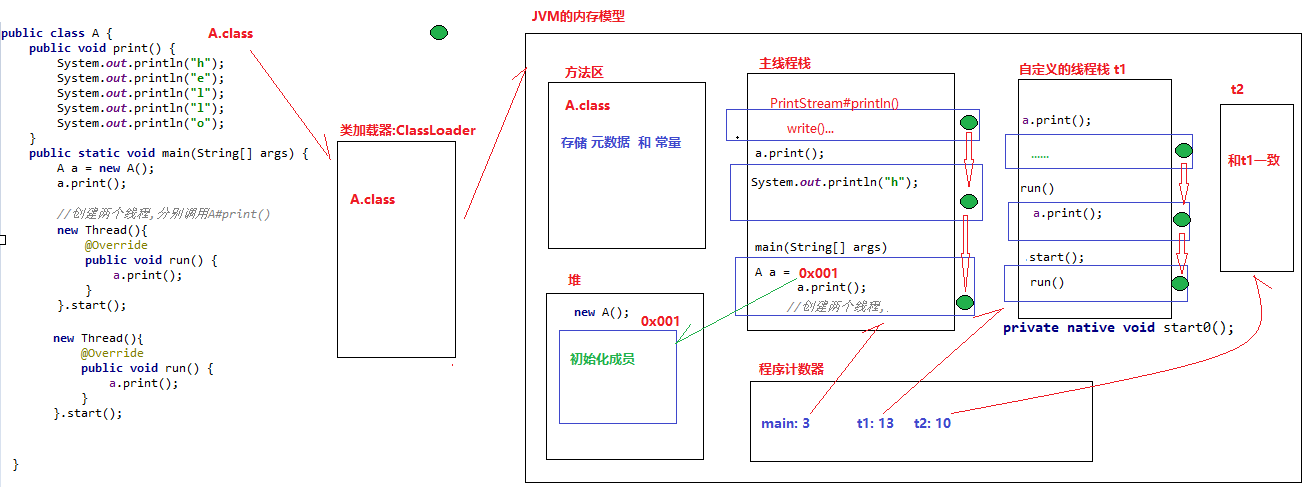 public class A {
public void print() {
System.out.println("h");
System.out.println("e");
System.out.println("l");
System.out.println("l");
System.out.println("o");
}
public static void main(String[] args) {
A a = new A();
a.print();
//创建两个线程,分别调用A#print()
new Thread(){
@Override
public void run() {
a.print();
}
}.start();
new Thread(){
@Override
public void run() {
a.print();
}
}.start();
}
A.class
类加载器:ClassLoader
A.class
JVM的内存模型
方法区
A.class
存储 元数据 和 常量
堆
new A();
0x001
初始化成员
主线程栈
PrintStream#println()
write()...
a.print();
System.out.println("h");
main(String[] args)
A a = 0x001
a.print();
//创建两个线程,.
自定义的线程栈 t1
a.print();
......
run()
a.print();
.start();
run()
private native void start0();
t2
和t1一致
程序计数器
main: 3
t1: 13
t2: 10